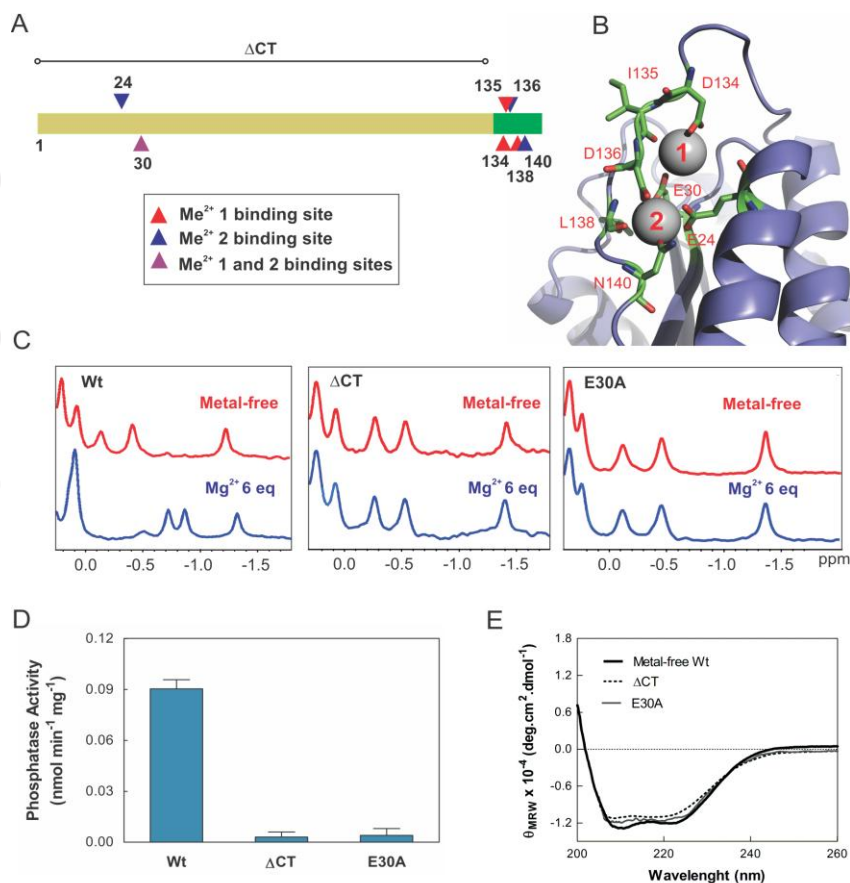 A
ΔCT
24
135 136
1
30
134
138
140
Me²⁺ 1 binding site
Me²⁺ 2 binding site
Me²⁺ 1 and 2 binding sites
B
I135
D134
1
D136
E30
2
L138
E24
N140
C
Wt
Metal-free
Mg²⁺ 6 eq
0.0 -0.5 -1.0 -1.5
ΔCT
Metal-free
Mg²⁺ 6 eq
0.0 -0.5 -1.0 -1.5
E30A
Metal-free
Mg²⁺ 6 eq
0.0 -0.5 -1.0 -1.5 ppm
D
Phosphatase Activity
(nmol min⁻¹ mg⁻¹)
0.12
0.09
0.06
0.03
0.00
Wt ΔCT E30A
E
θMRW x 10⁻⁴ (deg.cm².dmol⁻¹)
1.8
1.2
0.6
0.0
-0.6
-1.2
Metal-free Wt
ΔCT
E30A
200 220 240 260
Wavelenght (nm)